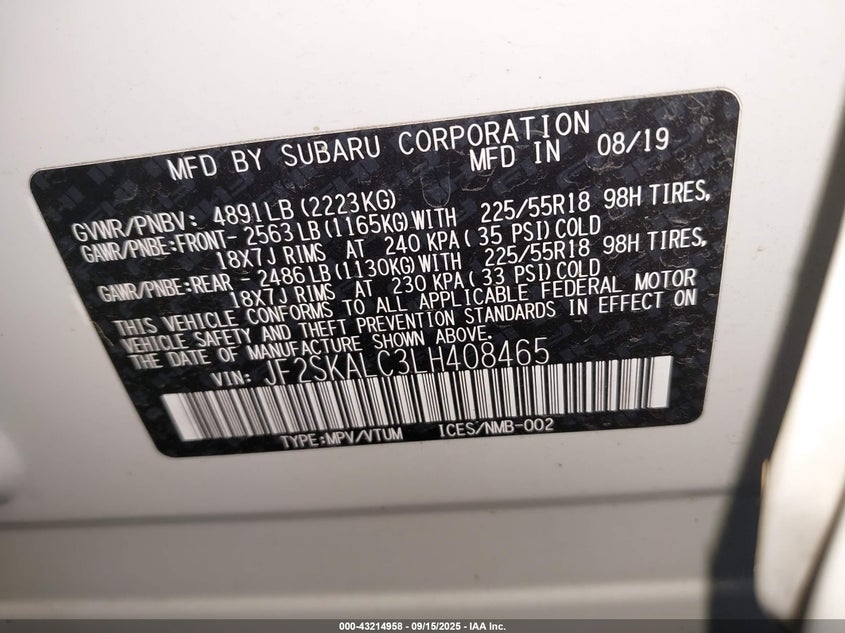 MFD BY SUBARU CORPORATION
MFD IN 08/19
GVWR/PNBV: 4891LB (2223KG)
GAWR/PNBE:FRONT- 2563LB (1165KG) WITH 225/55R18 98H TIRES,
18X7J RIMS AT 240 KPA ( 35 PSI) COLD
GAWR/PNBE:REAR - 2486LB (1130KG) WITH 225/55R18 98H TIRES,
18X7J RIMS AT 230 KPA ( 33 PSI) COLD
THIS VEHICLE CONFORMS TO ALL APPLICABLE FEDERAL MOTOR
VEHICLE SAFETY AND THEFT PREVENTION STANDARDS IN EFFECT ON
THE DATE OF MANUFACTURE SHOWN ABOVE.
VIN: JF2SKALC3LH408465
TYPE:MPV/VTUM ICES/NMB-002
000-43214958 - 09/15/2025 - IAA Inc.